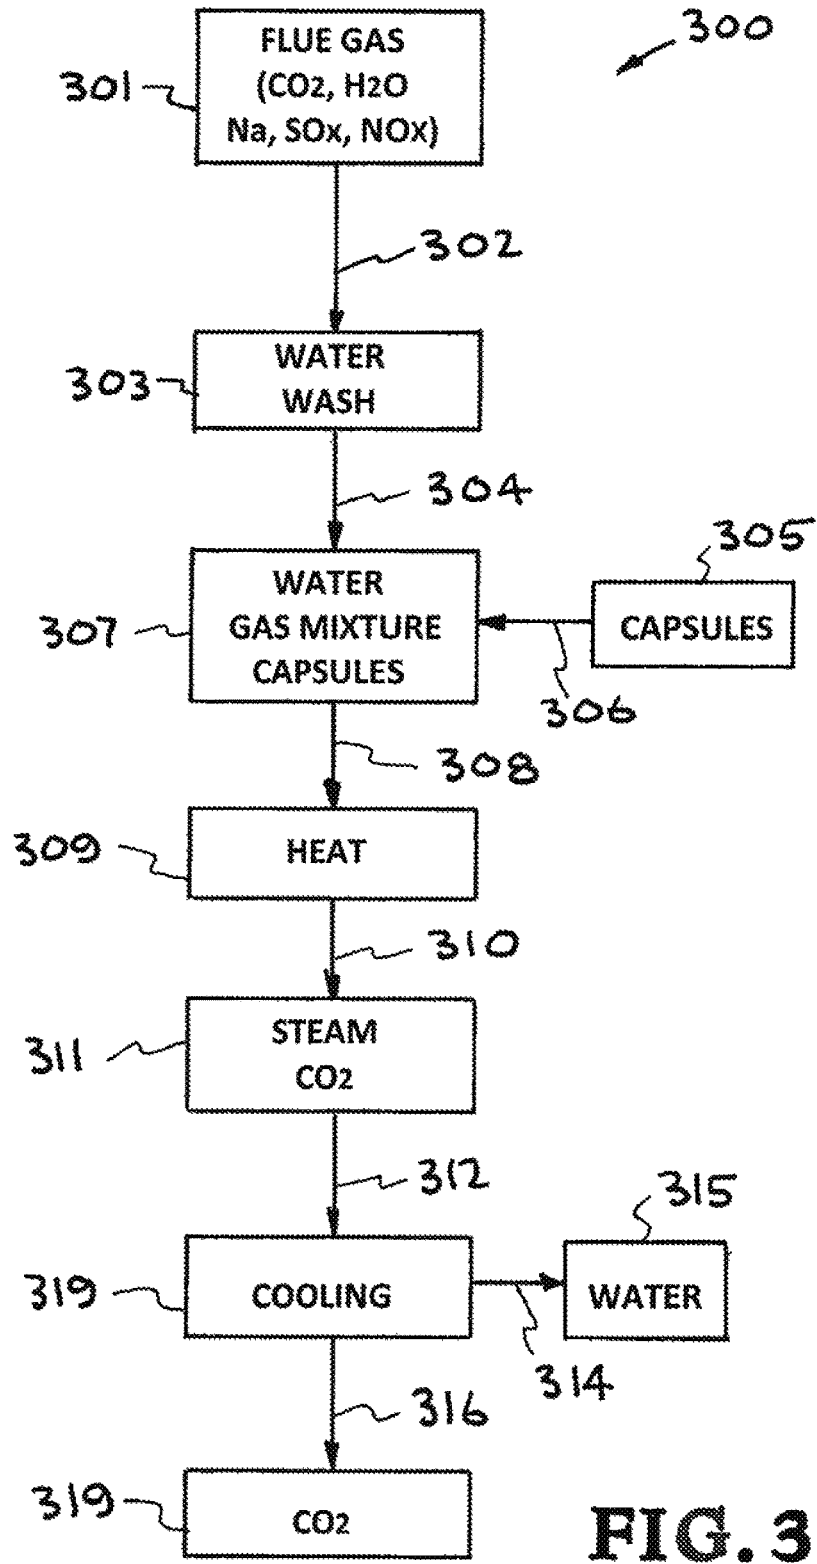 300
301
FLUE GAS
(CO2, H2O
Na, SOx, NOx)
302
303
WATER
WASH
304
305
CAPSULES
306
307
WATER
GAS MIXTURE
CAPSULES
308
309
HEAT
310
311
STEAM
CO2
312
315
WATER
314
319
COOLING
316
319
CO2
FIG. 3